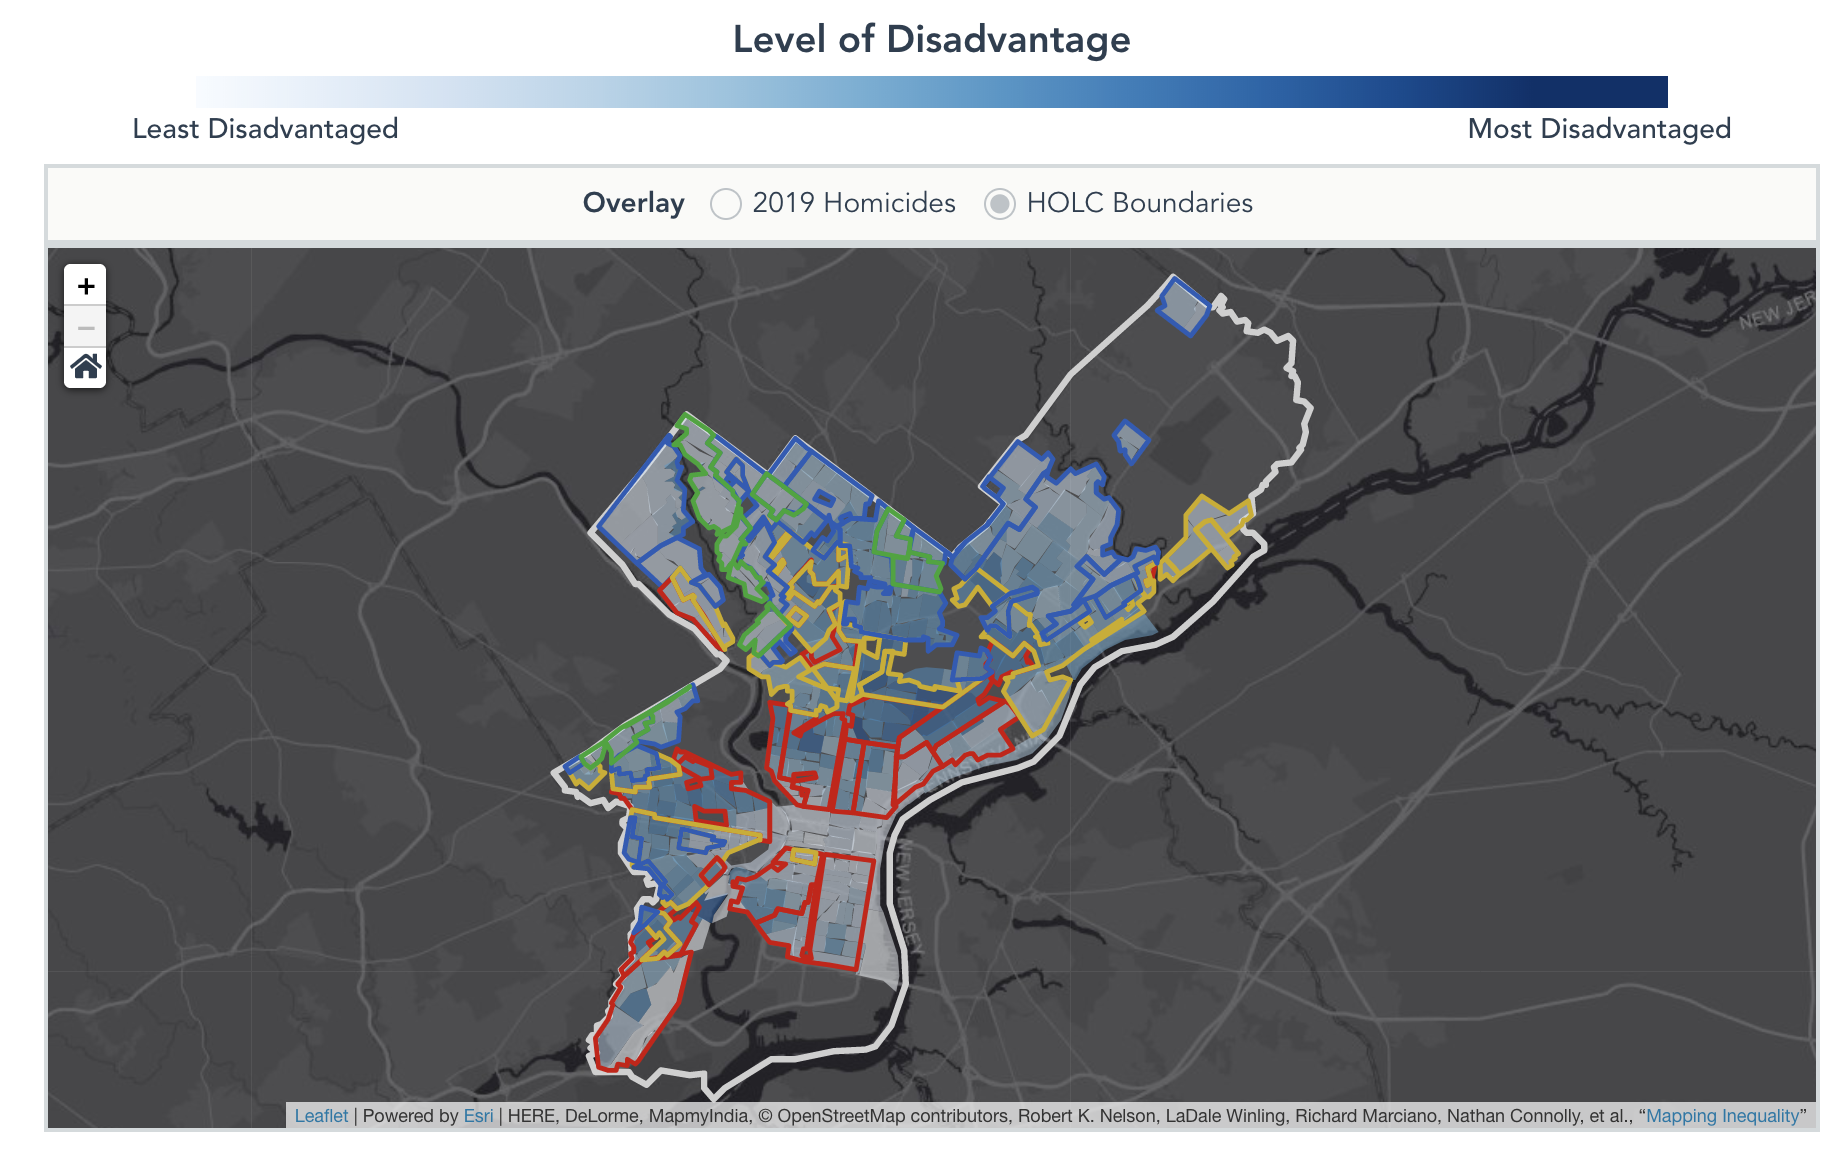 Level of Disadvantage
Least Disadvantaged
Most Disadvantaged
Overlay 2019 Homicides HOLC Boundaries
+
−
NEW JER
NEW JERSEY
Leaflet | Powered by Esri | HERE, DeLorme, MapmyIndia, © OpenStreetMap contributors, Robert K. Nelson, LaDale Winling, Richard Marciano, Nathan Connolly, et al., “Mapping Inequality”